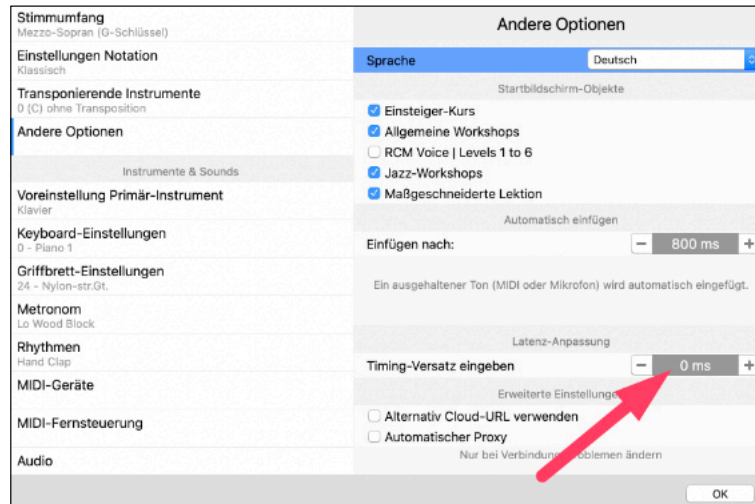 Stimmumfang
Mezzo-Sopran (G-Schlüssel)
Einstellungen Notation
Klassisch
Transponierende Instrumente
0 (C) ohne Transposition
Andere Optionen
Instrumente & Sounds
Voreinstellung Primär-Instrument
Klavier
Keyboard-Einstellungen
0 - Piano 1
Griffbrett-Einstellungen
24 - Nylon-str.Gt.
Metronom
Lo Wood Block
Rhythmen
Hand Clap
MIDI-Geräte
MIDI-Fernsteuerung
Audio
Andere Optionen
Sprache Deutsch
Startbildschirm-Objekte
Einsteiger-Kurs
Allgemeine Workshops
RCM Voice | Levels 1 to 6
Jazz-Workshops
Maßgeschneiderte Lektion
Automatisch einfügen
Einfügen nach: − 800 ms +
Ein ausgehaltener Ton (MIDI oder Mikrofon) wird automatisch eingefügt.
Latenz-Anpassung
Timing-Versatz eingeben − 0 ms +
Erweiterte Einstellunge
Alternativ Cloud-URL verwenden
Automatischer Proxy
Nur bei Verbindung oblemen ändern
OK